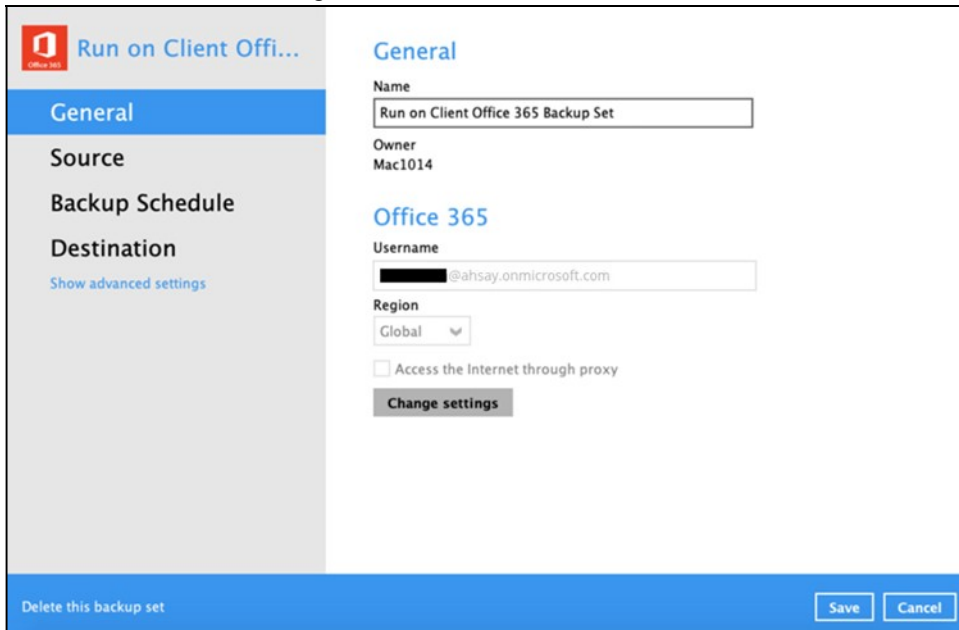 Office 365
Run on Client Offi...
General
Source
Backup Schedule
Destination
Show advanced settings
General
Name
Run on Client Office 365 Backup Set
Owner
Mac1014
Office 365
Username
@ahsay.onmicrosoft.com
Region
Global
Access the Internet through proxy
Change settings
Delete this backup set
Save
Cancel